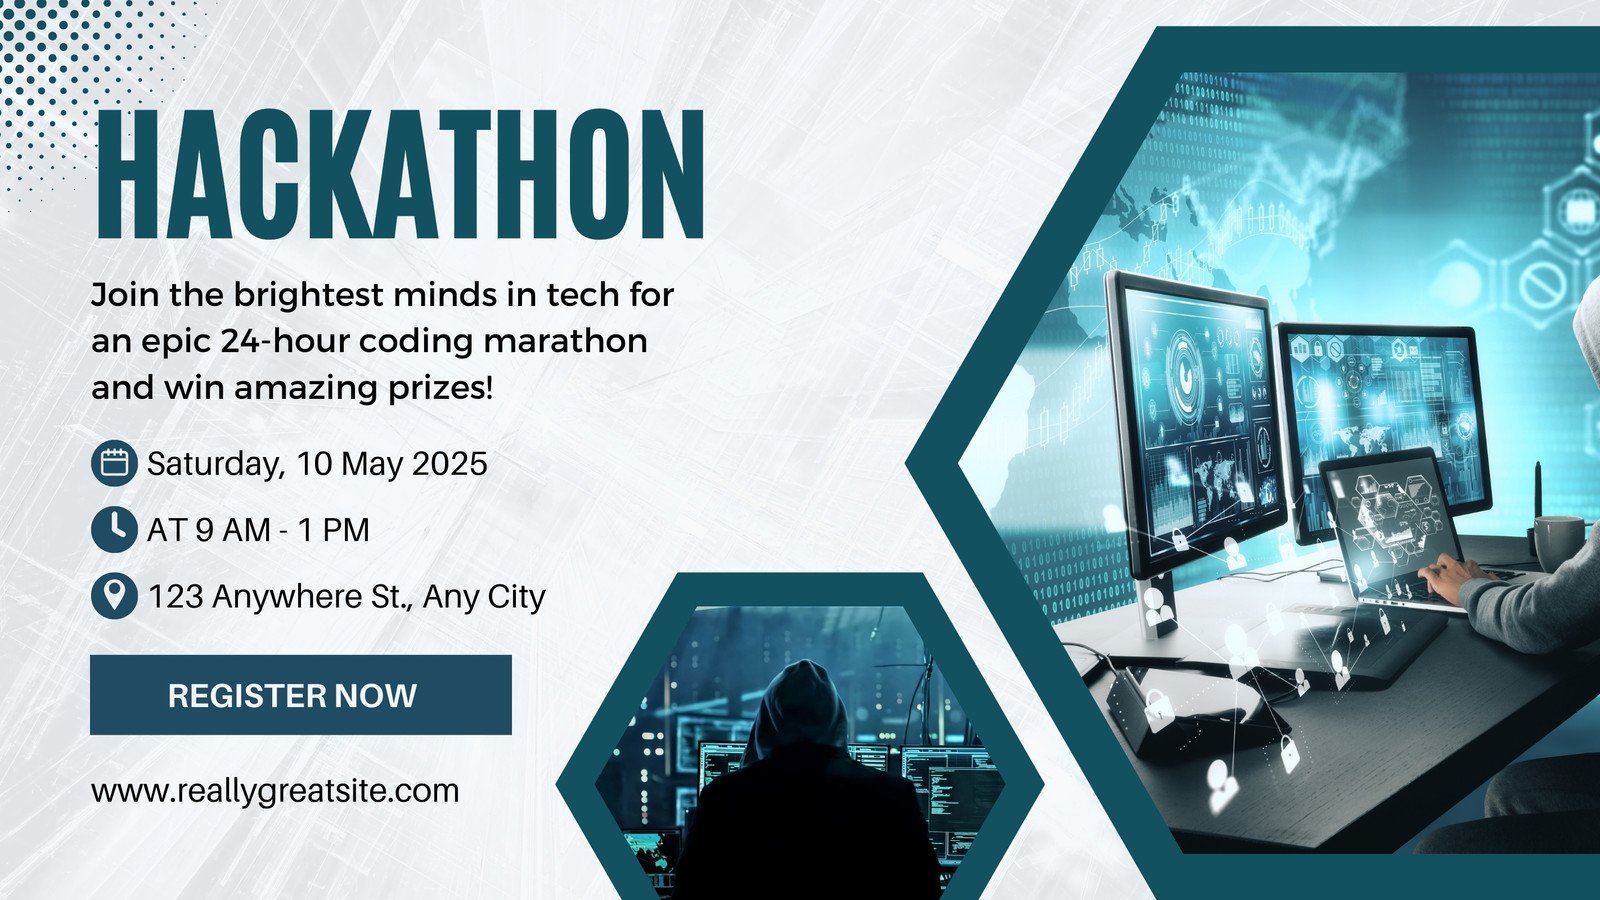 HACKATHON
Join the brightest minds in tech for
an epic 24-hour coding marathon
and win amazing prizes!
Saturday, 10 May 2025
AT 9 AM - 1 PM
123 Anywhere St., Any City
REGISTER NOW
www.reallygreatsite.com